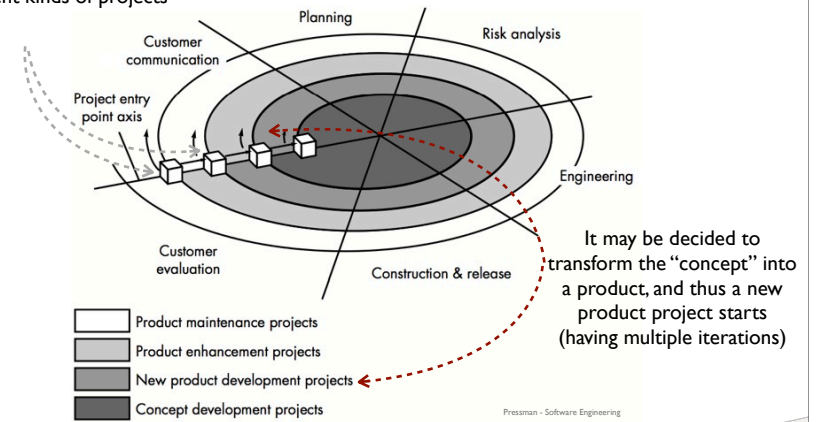 kinds of projects
Planning
Risk analysis
Customer
communication
Project entry
point axis
Engineering
Customer
evaluation
Construction & release
It may be decided to
transform the “concept” into
a product, and thus a new
product project starts
(having multiple iterations)
Product maintenance projects
Product enhancement projects
New product development projects
Concept development projects
Pressman - Software Engineering